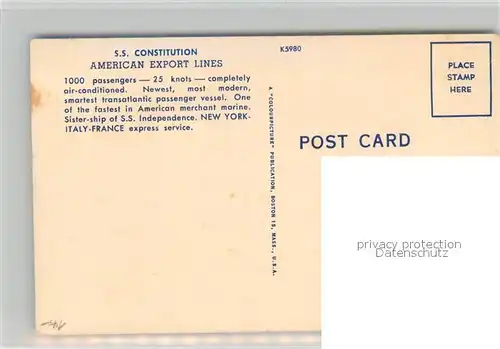 S.S. CONSTITUTION
AMERICAN EXPORT LINES
1000 passengers — 25 knots — completely
air-conditioned. Newest, most modern,
smartest transatlantic passenger vessel. One
of the fastest in American merchant marine.
Sister-ship of S.S. Independence. NEW YORK-
ITALY-FRANCE express service.
K5980
A "COLOURPICTURE" PUBLICATION, BOSTON 15, MASS., U.S.A.
PLACE
STAMP
HERE
POST CARD
privacy protection
Datenschutz